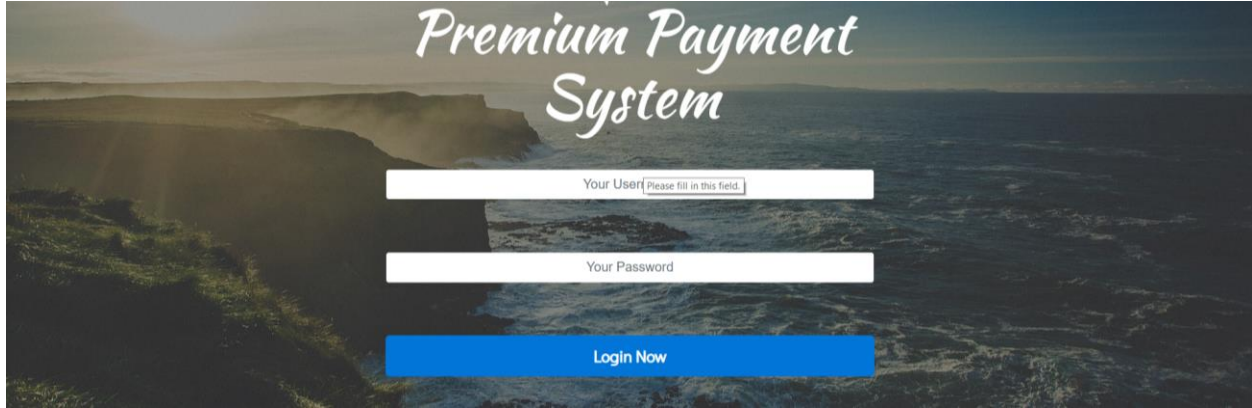 Premium Payment
System
Your User
Please fill in this field.
Your Password
Login Now